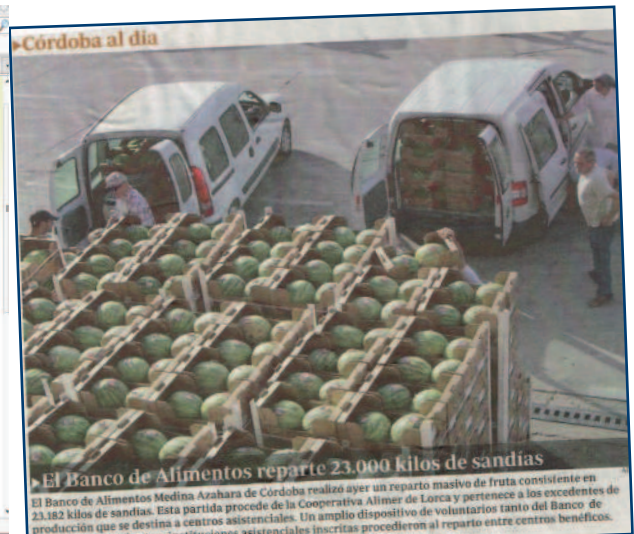 ▸Córdoba al día
▸El Banco de Alimentos reparte 23.000 kilos de sandías
El Banco de Alimentos Medina Azahara de Córdoba realizó ayer un reparto masivo de fruta consistente en
23.182 kilos de sandias. Esta partida procede de la Cooperativa Alimer de Lorca y pertenece a los excedentes de
producción que se destina a centros asistenciales. Un amplio dispositivo de voluntarios tanto del Banco de
asistenciales inscritas procedieron al reparto entre centros benéficos.